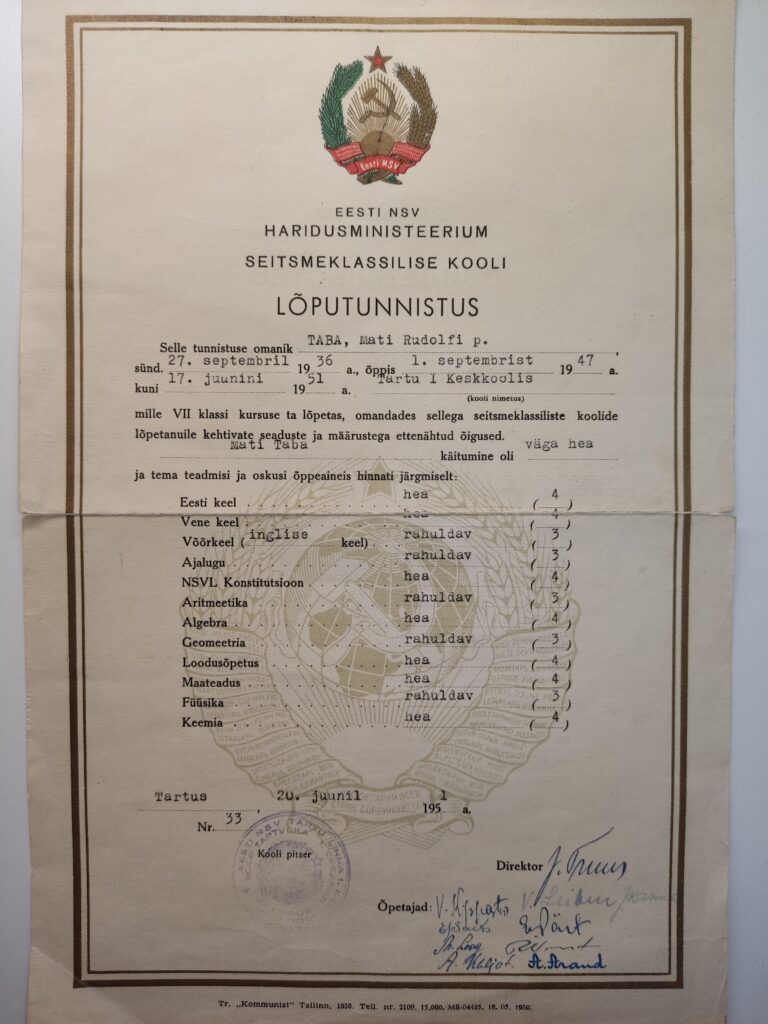 Eesti NSV
EESTI NSV
HARIDUSMINISTEERIUM
SEITSMEKLASSILISE KOOLI
LÕPUTUNNISTUS
Selle tunnistuse omanik TABA, Mati Rudolfi p.,
sünd. 27. septembril 1936 a., õppis 1. septembrist 1947 a.
kuni 17. juunini 1951 a. Tartu I Keskkoolis
(kooli nimetus)
mille VII klassi kursuse ta lõpetas, omandades sellega seitsmeklassiliste koolide
lõpetanuile kehtivate seaduste ja määrustega ettenähtud õigused.
Mati Taba käitumine oli väga hea
ja tema teadmisi ja oskusi õppeaineis hinnati järgmiselt:
Eesti keel hea (4)
Vene keel hea (4)
Võõrkeel (inglise keel) rahuldav (3)
Ajalugu rahuldav (3)
NSVL Konstitutsioon hea (4)
Aritmeetika rahuldav (3)
Algebra hea (4)
Geomeetria rahuldav (3)
Loodusõpetus hea (4)
Maateadus hea (4)
Füüsika rahuldav (3)
Keemia hea (4)
Tartus, 20. juunil 1951 a.
Nr. 33
Kooli pitser
Direktor
Õpetajad:
A. Arand
Tr. „Kommunist" Tallinn, 1950. Tell. nr. 2109. 15,000. MB-04425. 18. 05. 1950.